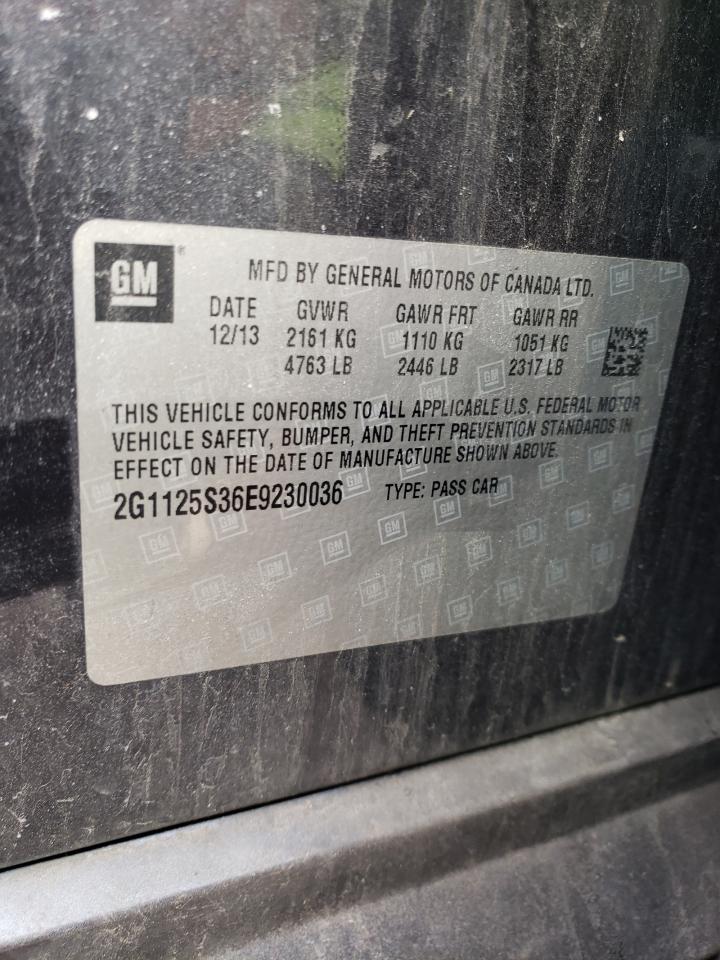 GM®
MFD BY GENERAL MOTORS OF CANADA LTD.
DATE GVWR GAWR FRT GAWR RR
12/13 2161 KG 1110 KG 1051 KG
4763 LB 2446 LB 2317 LB
THIS VEHICLE CONFORMS TO ALL APPLICABLE U.S. FEDERAL MOTOR
VEHICLE SAFETY, BUMPER, AND THEFT PREVENTION STANDARDS IN
EFFECT ON THE DATE OF MANUFACTURE SHOWN ABOVE.
2G1125S36E9230036 TYPE: PASS CAR